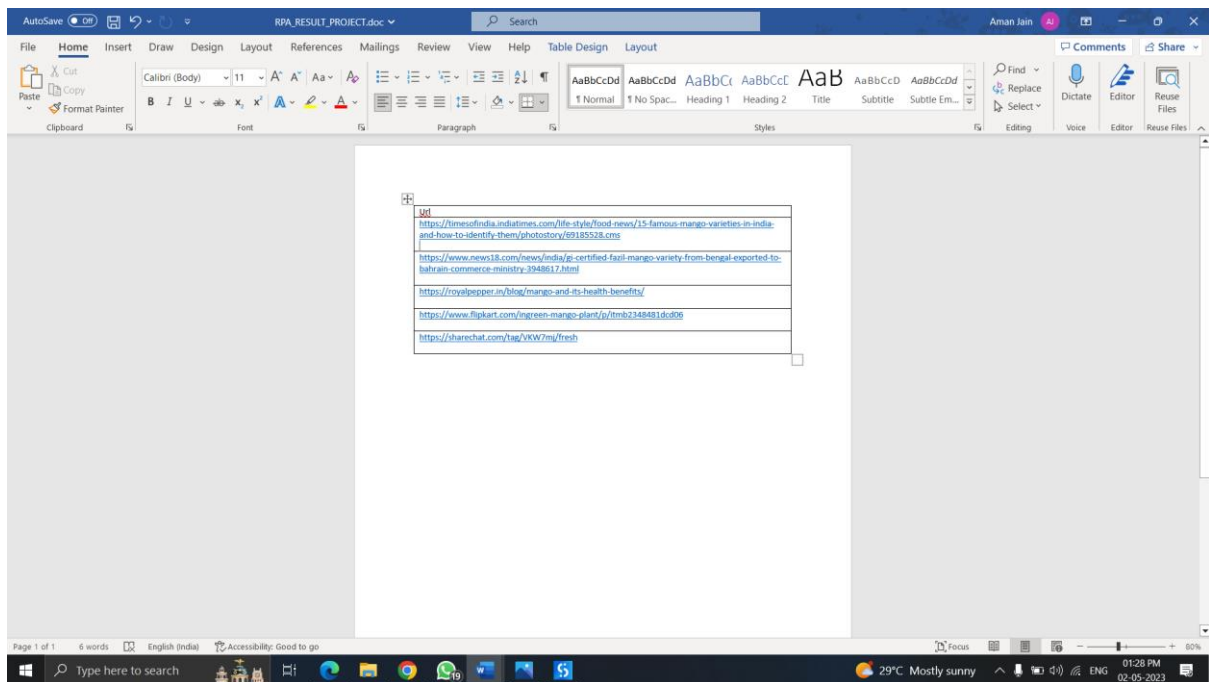 AutoSave Off RPA_RESULT_PROJECT.doc Search Aman Jain AJ
File Home Insert Draw Design Layout References Mailings Review View Help Table Design Layout Comments Share
Paste
Cut
Copy
Format Painter
Clipboard
Calibri (Body) 11 A A Aa A
B I U ab x, x² A A
Font
Paragraph
AaBbCcDd AaBbCcDd AaBbCc AaBbCcD AaB AaBbCcD AaBbCcDd
¶ Normal ¶ No Spac... Heading 1 Heading 2 Title Subtitle Subtle Em...
Styles
Find
Replace
Select
Editing
Dictate
Voice
Editor
Editor
Reuse
Files
Reuse Files
Url
https://timesofindia.indiatimes.com/life-style/food-news/15-famous-mango-varieties-in-india-
and-how-to-identify-them/photostory/69185528.cms
https://www.news18.com/news/india/gi-certified-fazil-mango-variety-from-bengal-exported-to-
bahrain-commerce-ministry-3948617.html
https://royalpepper.in/blog/mango-and-its-health-benefits/
https://www.flipkart.com/ingreen-mango-plant/p/itmb2348481dcd06
https://sharechat.com/tag/VKW7mj/fresh
Page 1 of 1 6 words English (India) Accessibility: Good to go Focus 80%
Type here to search 19 29°C Mostly sunny ENG 01:28 PM
02-05-2023